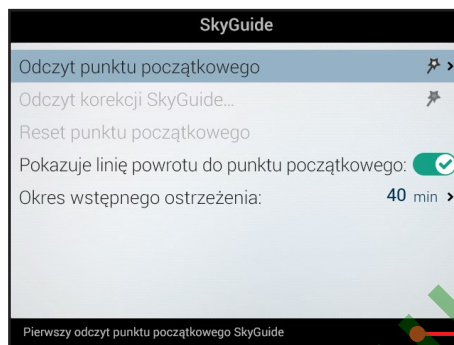 SkyGuide
Odczyt punktu początkowego
Odczyt korekcji SkyGuide...
Reset punktu początkowego
Pokazuje linię powrotu do punktu początkowego:
Okres wstępnego ostrzeżenia: 40 min
Pierwszy odczyt punktu początkowego SkyGuide